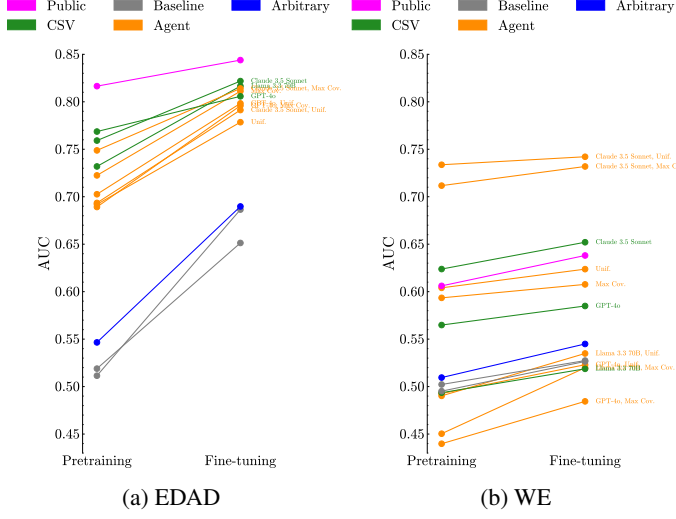 Public Baseline Arbitrary
CSV Agent
Public Baseline Arbitrary
CSV Agent
0.85
0.80
0.75
0.70
0.65
0.60
0.55
0.50
0.45
AUC
Claude 3.5 Sonnet
GPT-4o
Claude 3.5 Sonnet, Unif.
Unif.
Pretraining Fine-tuning
(a) EDAD
0.85
0.80
0.75
0.70
0.65
0.60
0.55
0.50
0.45
AUC
Claude 3.5 Sonnet, Unif.
Claude 3.5 Sonnet, Max C
Claude 3.5 Sonnet
Unif.
Max Cov.
GPT-4o
Llama 3.3 70B, Unif.
Llama 3.3 70B
GPT-4o, Max Cov.
Pretraining Fine-tuning
(b) WE